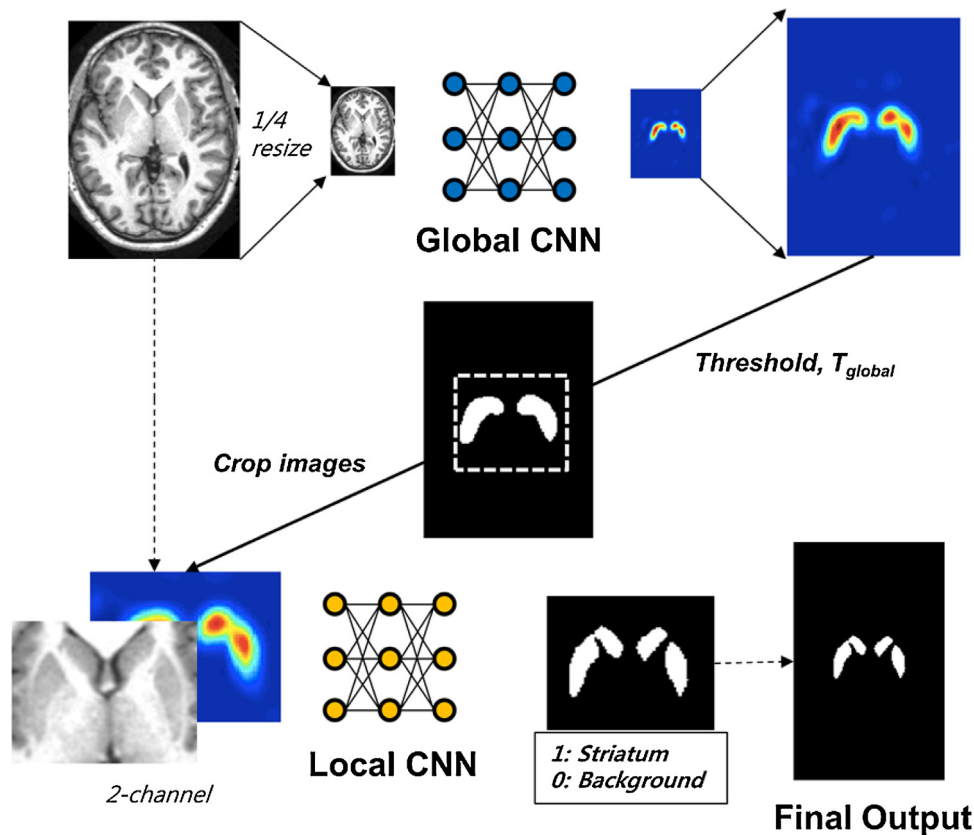 1/4
resize
Global CNN
Threshold, Tglobal
Crop images
2-channel
Local CNN
1: Striatum
0: Background
Final Output